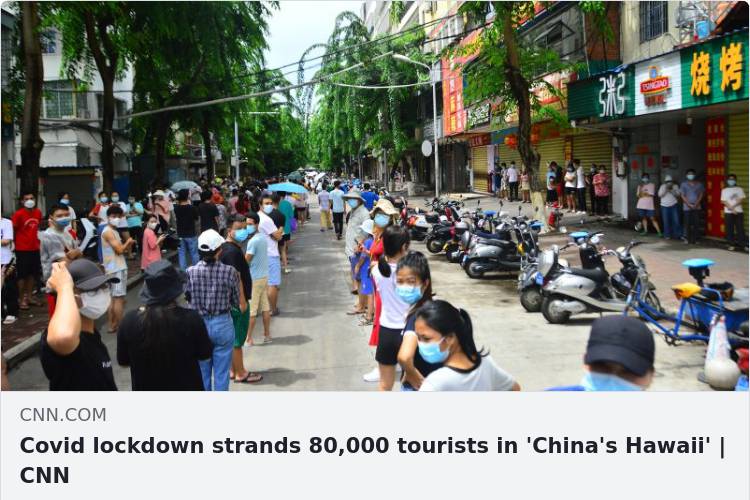 烧烤
TSINGTAO
CNN.COM
Covid lockdown strands 80,000 tourists in 'China's Hawaii' |
CNN